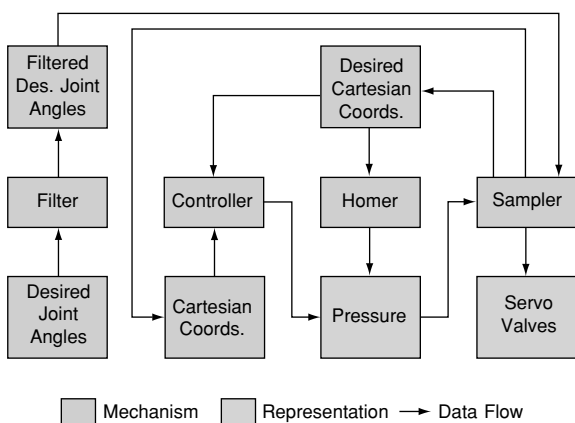 Filtered
Des. Joint
Angles
Desired
Cartesian
Coords.
Filter
Controller
Homer
Sampler
Desired
Joint
Angles
Cartesian
Coords.
Pressure
Servo
Valves
Mechanism
Representation
Data Flow